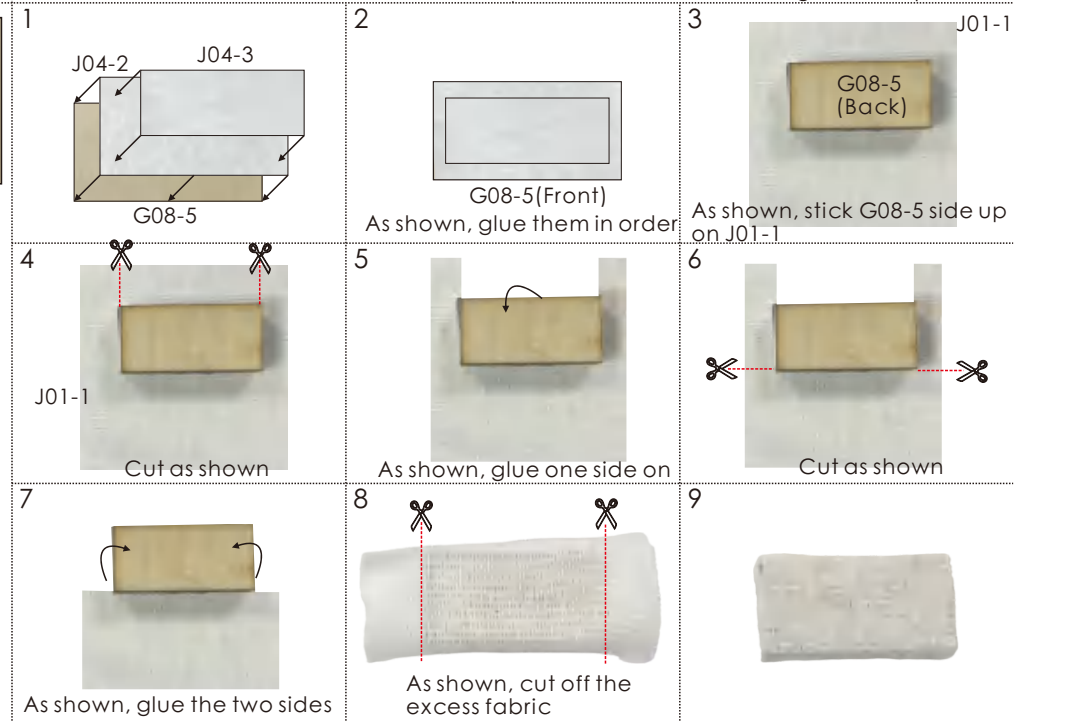 1
J04-2
J04-3
G08-5
2
G08-5(Front)
As shown, glue them in order
3
J01-1
G08-5
(Back)
As shown, stick G08-5 side up
on J01-1
4
J01-1
Cut as shown
5
As shown, glue one side on
6
Cut as shown
7
As shown, glue the two sides
8
As shown, cut off the
excess fabric
9